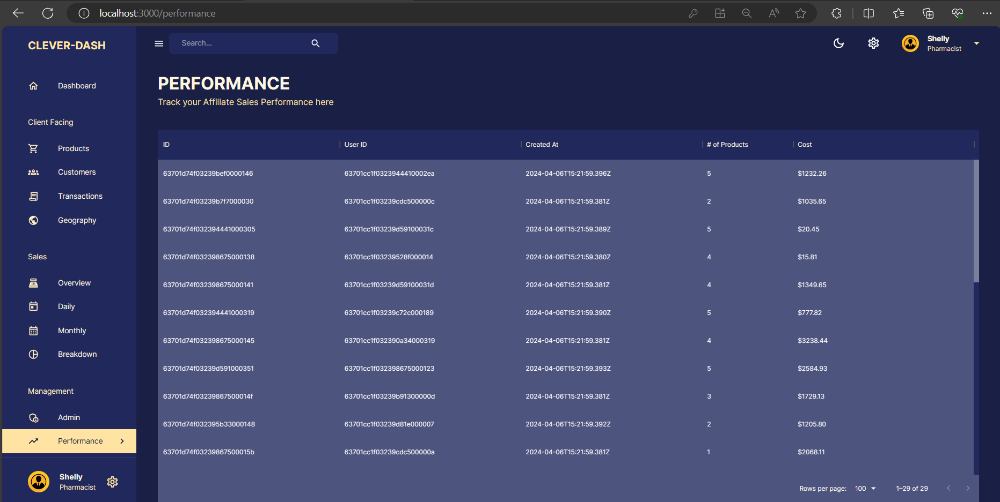 localhost:3000/performance
CLEVER-DASH
Search...
Shelly
Pharmacist
Dashboard
Client Facing
Products
Customers
Transactions
Geography
Sales
Overview
Daily
Monthly
Breakdown
Management
Admin
Performance
Shelly
Pharmacist
PERFORMANCE
Track your Affiliate Sales Performance here
ID User ID Created At # of Products Cost
63701d74f03239bef0000146 63701cc1f0323944410002ea 2024-04-06T15:21:59.396Z 5 $1232.26
63701d74f03239b7f7000030 63701cc1f03239cdc500000c 2024-04-06T15:21:59.381Z 2 $1035.65
63701d74f032394441000305 63701cc1f03239d59100031c 2024-04-06T15:21:59.389Z 5 $20.45
63701d74f032398675000138 63701cc1f03239528f000014 2024-04-06T15:21:59.380Z 4 $15.81
63701d74f032398675000141 63701cc1f03239d59100031d 2024-04-06T15:21:59.381Z 4 $1349.65
63701d74f032394441000319 63701cc1f03239c72c000189 2024-04-06T15:21:59.390Z 5 $777.82
63701d74f032398675000145 63701cc1f032390a34000319 2024-04-06T15:21:59.381Z 4 $3238.44
63701d74f03239d591000351 63701cc1f032398675000123 2024-04-06T15:21:59.393Z 5 $2584.93
63701d74f03239867500014f 63701cc1f03239b91300000d 2024-04-06T15:21:59.381Z 3 $1729.13
63701d74f032395b33000148 63701cc1f03239d81e000007 2024-04-06T15:21:59.392Z 2 $1205.80
63701d74f03239867500015b 63701cc1f03239cdc500000a 2024-04-06T15:21:59.381Z 1 $2068.11
Rows per page: 100 1–29 of 29